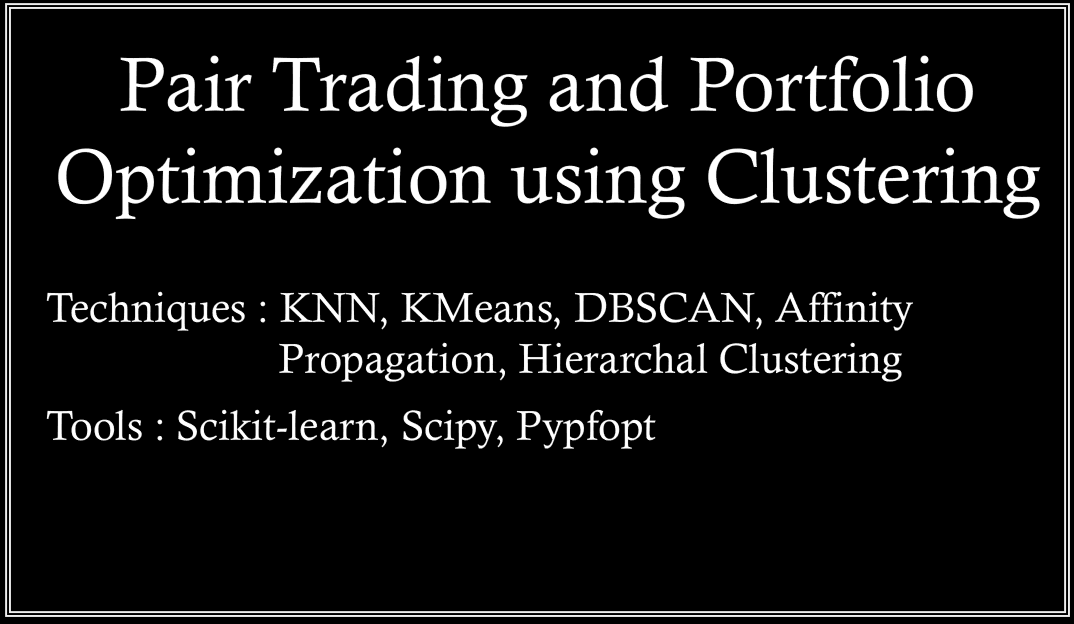 Pair Trading and Portfolio
Optimization using Clustering
Techniques : KNN, KMeans, DBSCAN, Affinity
Propagation, Hierarchal Clustering
Tools : Scikit-learn, Scipy, Pypfopt